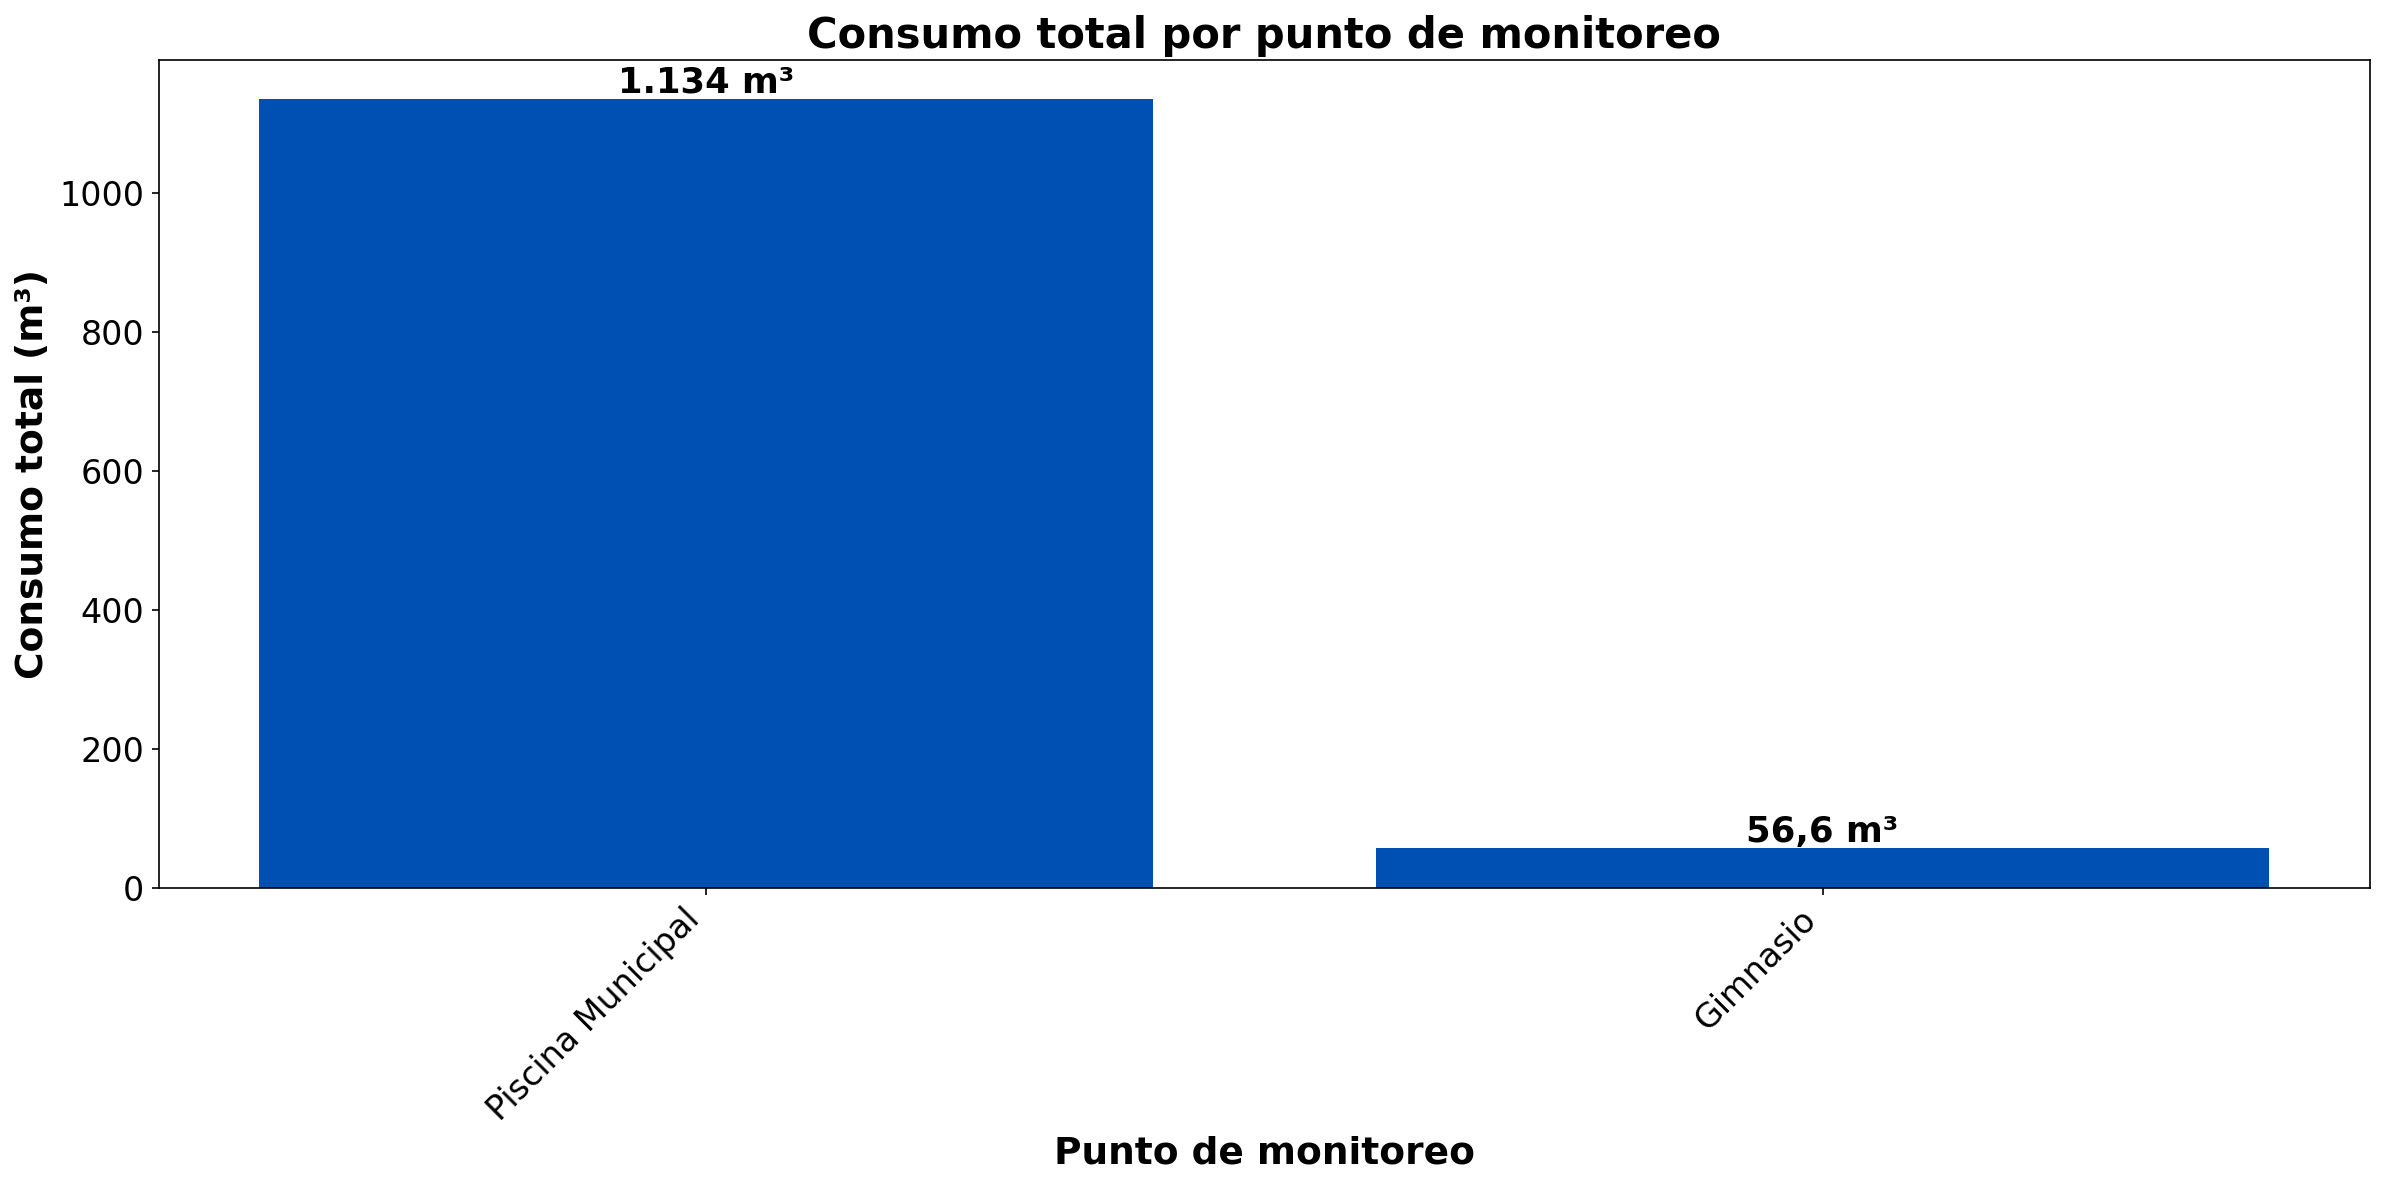 Consumo total por punto de monitoreo
1.134 m³
56,6 m³
Consumo total (m³)
1000
800
600
400
200
0
Piscina Municipal
Gimnasio
Punto de monitoreo